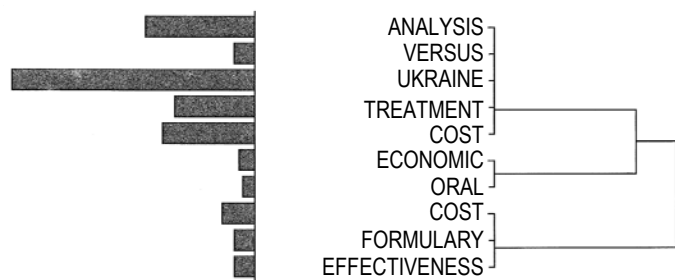 ANALYSIS
VERSUS
UKRAINE
TREATMENT
COST
ECONOMIC
ORAL
COST
FORMULARY
EFFECTIVENESS